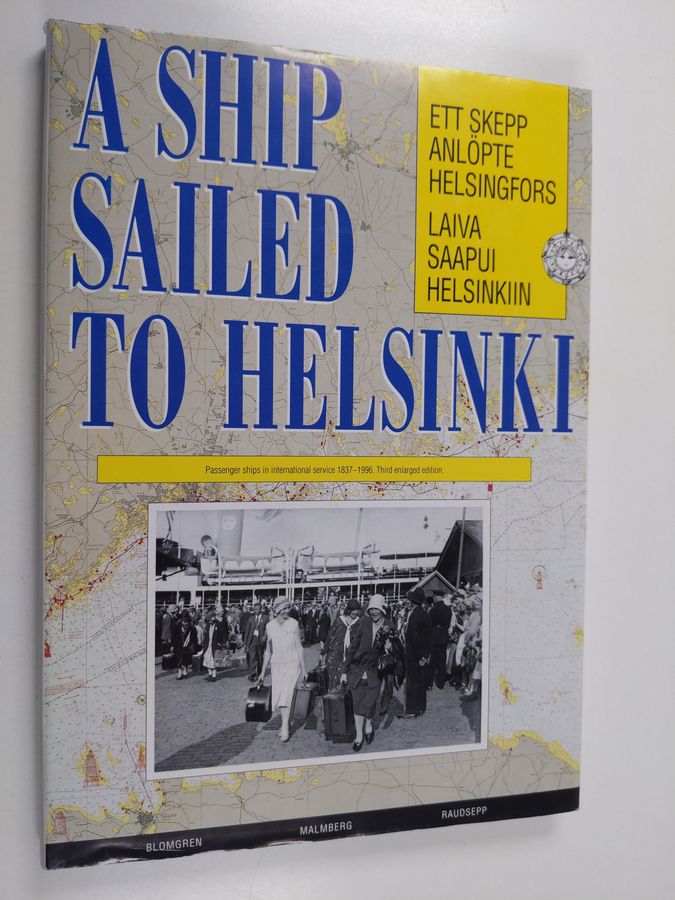 A SHIP
SAILED
TO HELSINKI
ETT SKEPP
ANLÖPTE
HELSINGFORS
LAIVA
SAAPUI
HELSINKIIN
Passenger ships in international service 1837–1996. Third enlarged edition.
BLOMGREN
MALMBERG
RAUDSEPP